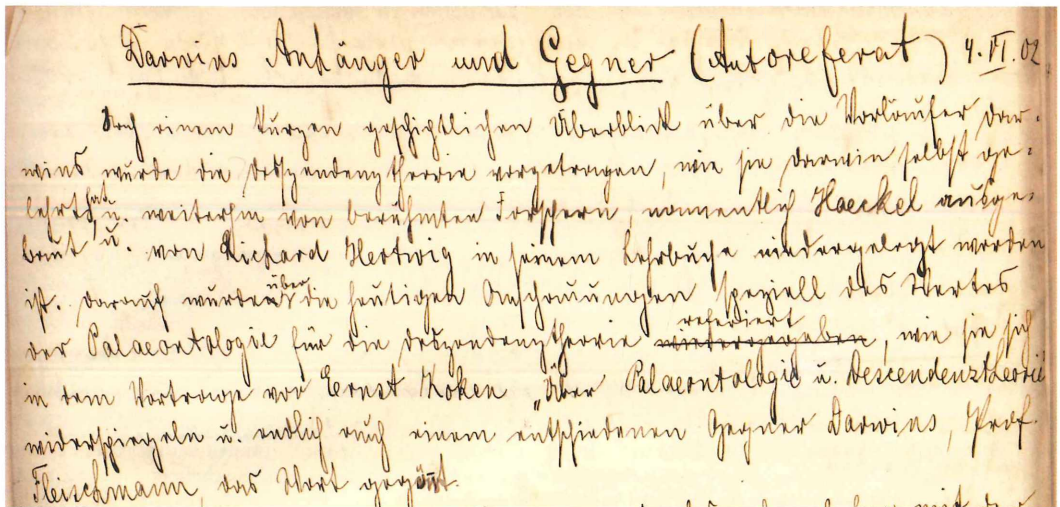 Darwins Anhänger und Gegner (Autoreferat) 4.VI.02
Nach einem kurzen geschichtlichen Überblick über die Vorläufer Dar-
wins wurde die Deszendenztheorie vorgetragen, wie sie Darwin selbst ge-
lehrt hat u. weiterhin von berühmten Forschern, namentlich Haeckel ausge-
baut u. von Richard Hertwig in seinem Lehrbuche niedergelegt worden
ist. Darauf wurde über die heutigen Anschauungen speziell des Wertes
der Palaeontologie für die Deszendenztheorie wiedergegeben referiert, wie sie sich
in dem Vortrage von Ernst Koken „Über Palaeontologie u. Descendenztheorie
widerspiegeln u. endlich auch einem entschiedenen Gegner Darwins, Prof.
Fleischmann, das Wort gegönnt.